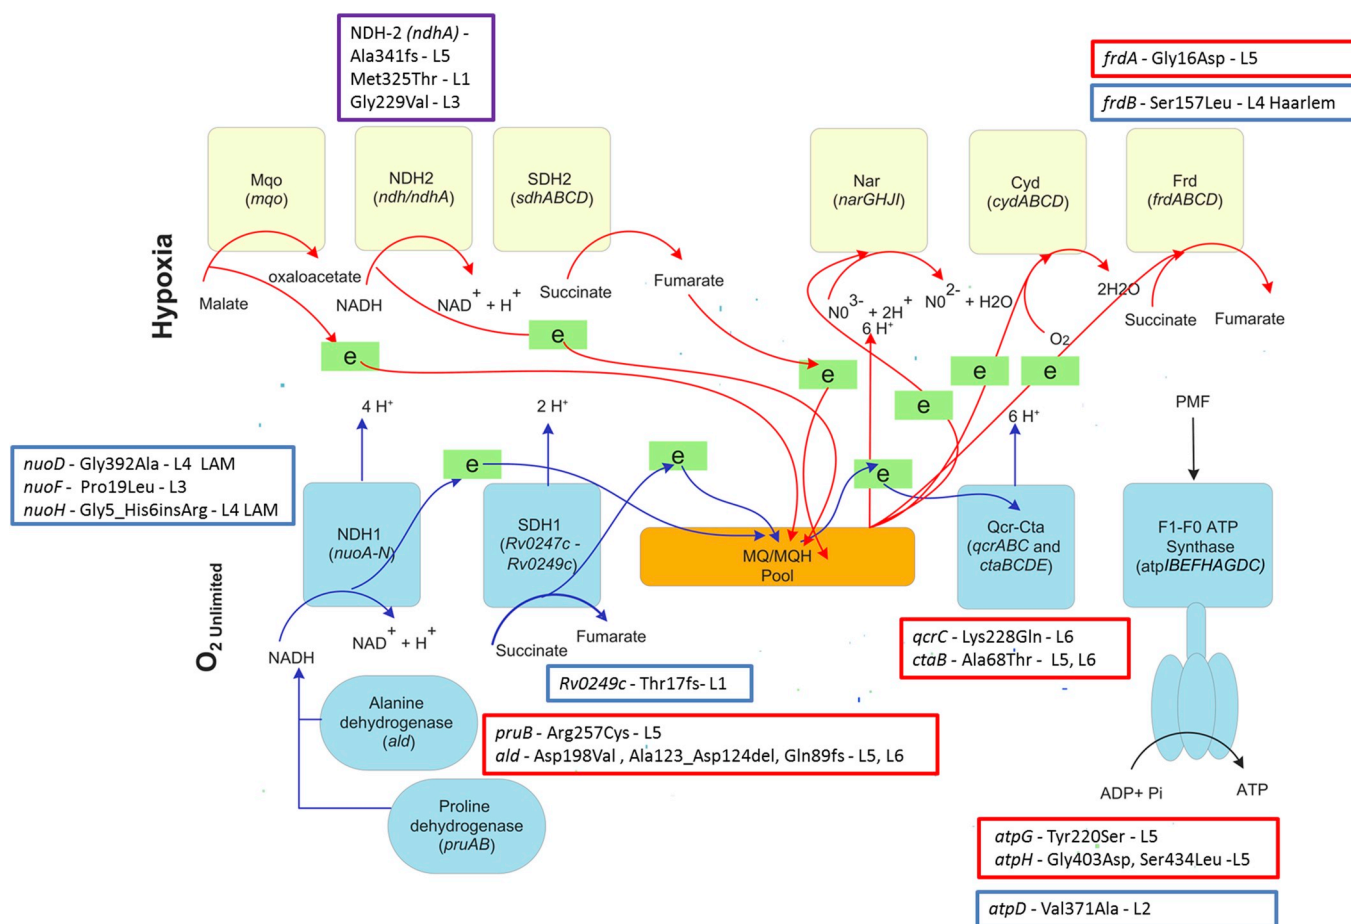 NDH-2 (ndhA) -
Ala341fs - L5
Met325Thr - L1
Gly229Val - L3
frdA - Gly16Asp - L5
frdB - Ser157Leu - L4 Haarlem
Hypoxia
Mqo
(mqo)
NDH2
(ndh/ndhA)
SDH2
(sdhABCD)
Nar
(narGHJI)
Cyd
(cydABCD)
Frd
(frdABCD)
Malate
oxaloacetate
NADH
NAD+ + H+
Succinate
Fumarate
N03- + 2H+
N02- + H2O
6 H+
O2
2H2O
Succinate
Fumarate
e
e
e
e
e
e
4 H+
2 H+
6 H+
PMF
e
e
e
nuoD - Gly392Ala - L4 LAM
nuoF - Pro19Leu - L3
nuoH - Gly5_His6insArg - L4 LAM
O2 Unlimited
NDH1
(nuoA-N)
SDH1
(Rv0247c -
Rv0249c)
MQ/MQH
Pool
Qcr-Cta
(qcrABC and
ctaBCDE)
F1-F0 ATP
Synthase
(atpIBEFHAGDC)
NADH
NAD+ + H+
Succinate
Fumarate
Rv0249c - Thr17fs- L1
qcrC - Lys228Gln - L6
ctaB - Ala68Thr - L5, L6
Alanine
dehydrogenase
(ald)
pruB - Arg257Cys - L5
ald - Asp198Val , Ala123_Asp124del, Gln89fs - L5, L6
Proline
dehydrogenase
(pruAB)
ADP+ Pi
ATP
atpG - Tyr220Ser - L5
atpH - Gly403Asp, Ser434Leu -L5
atpD - Val371Ala - L2